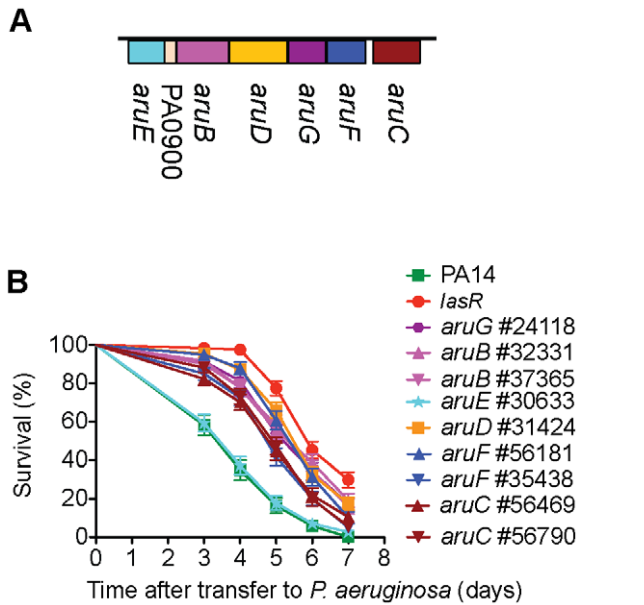 A
aruE
PA0900
aruB
aruD
aruG
aruF
aruC
B
PA14
lasR
aruG #24118
aruB #32331
aruB #37365
aruE #30633
aruD #31424
aruF #56181
aruF #35438
aruC #56469
aruC #56790
Survival (%)
100
80
60
40
20
0
0 1 2 3 4 5 6 7 8
Time after transfer to P. aeruginosa (days)